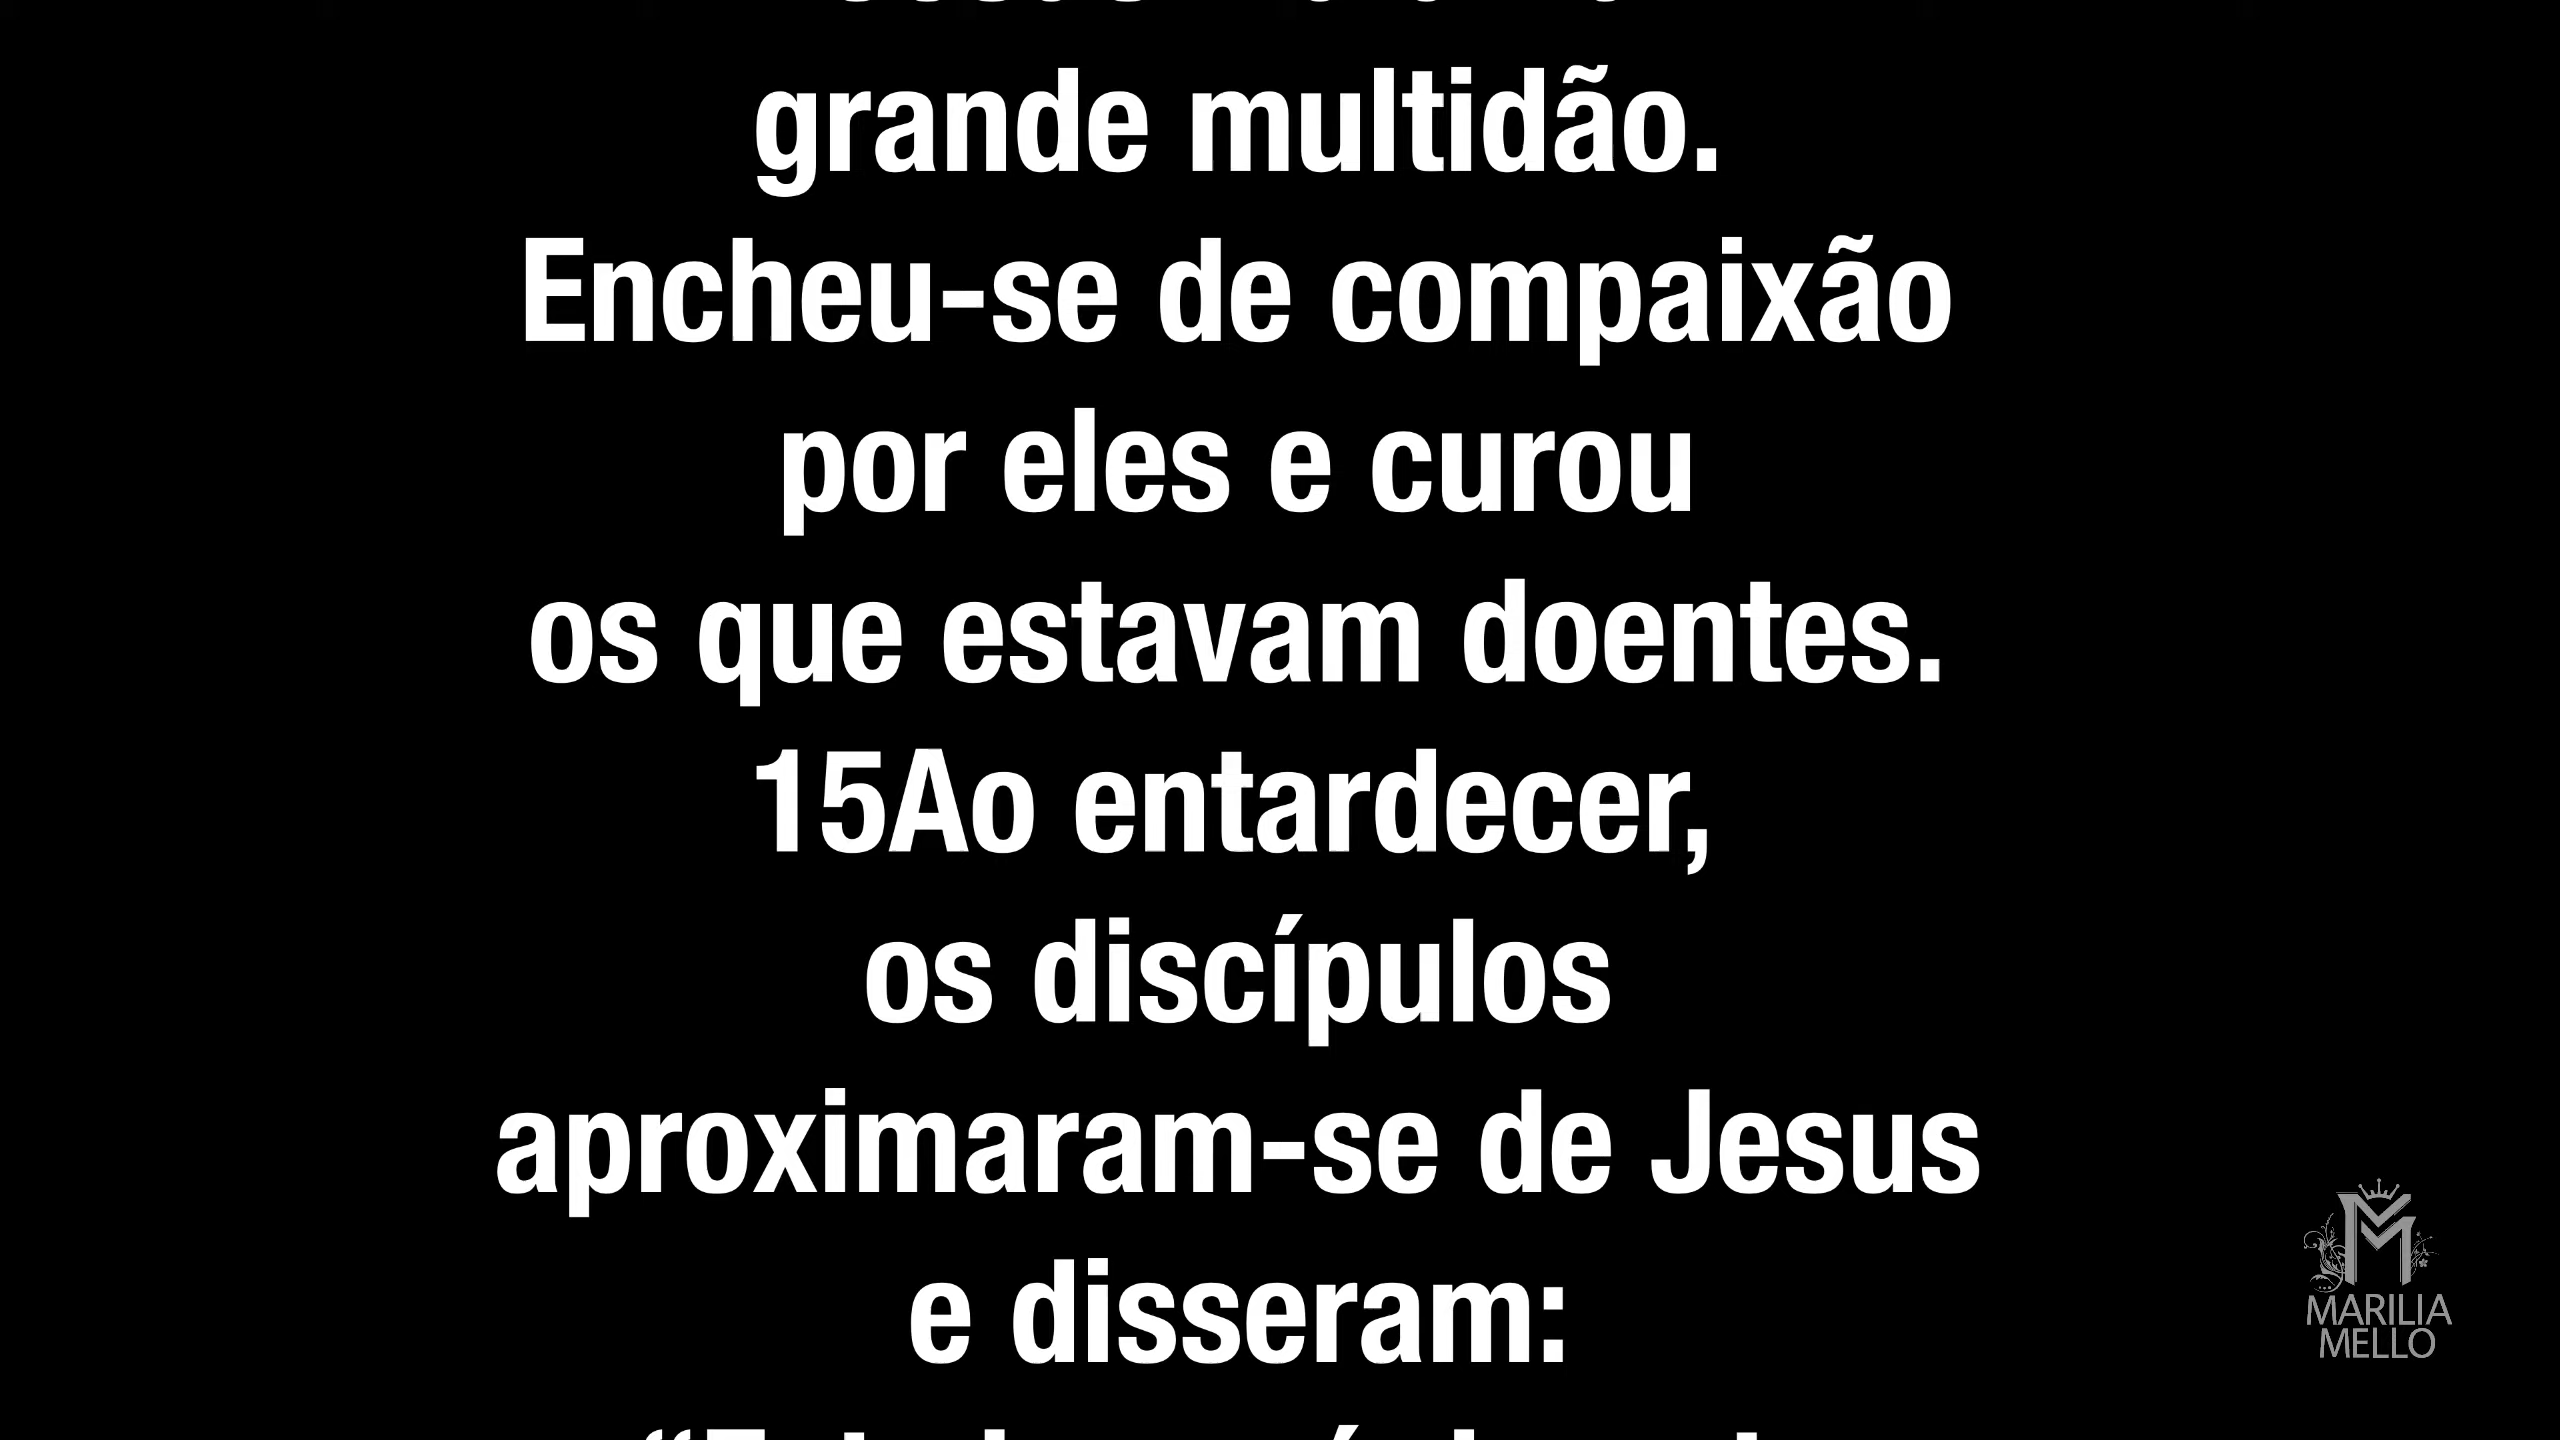 grande multidão.
Encheu-se de compaixão
por eles e curou
os que estavam doentes.
15Ao entardecer,
os discípulos
aproximaram-se de Jesus
e disseram:
MARILIA
MELLO